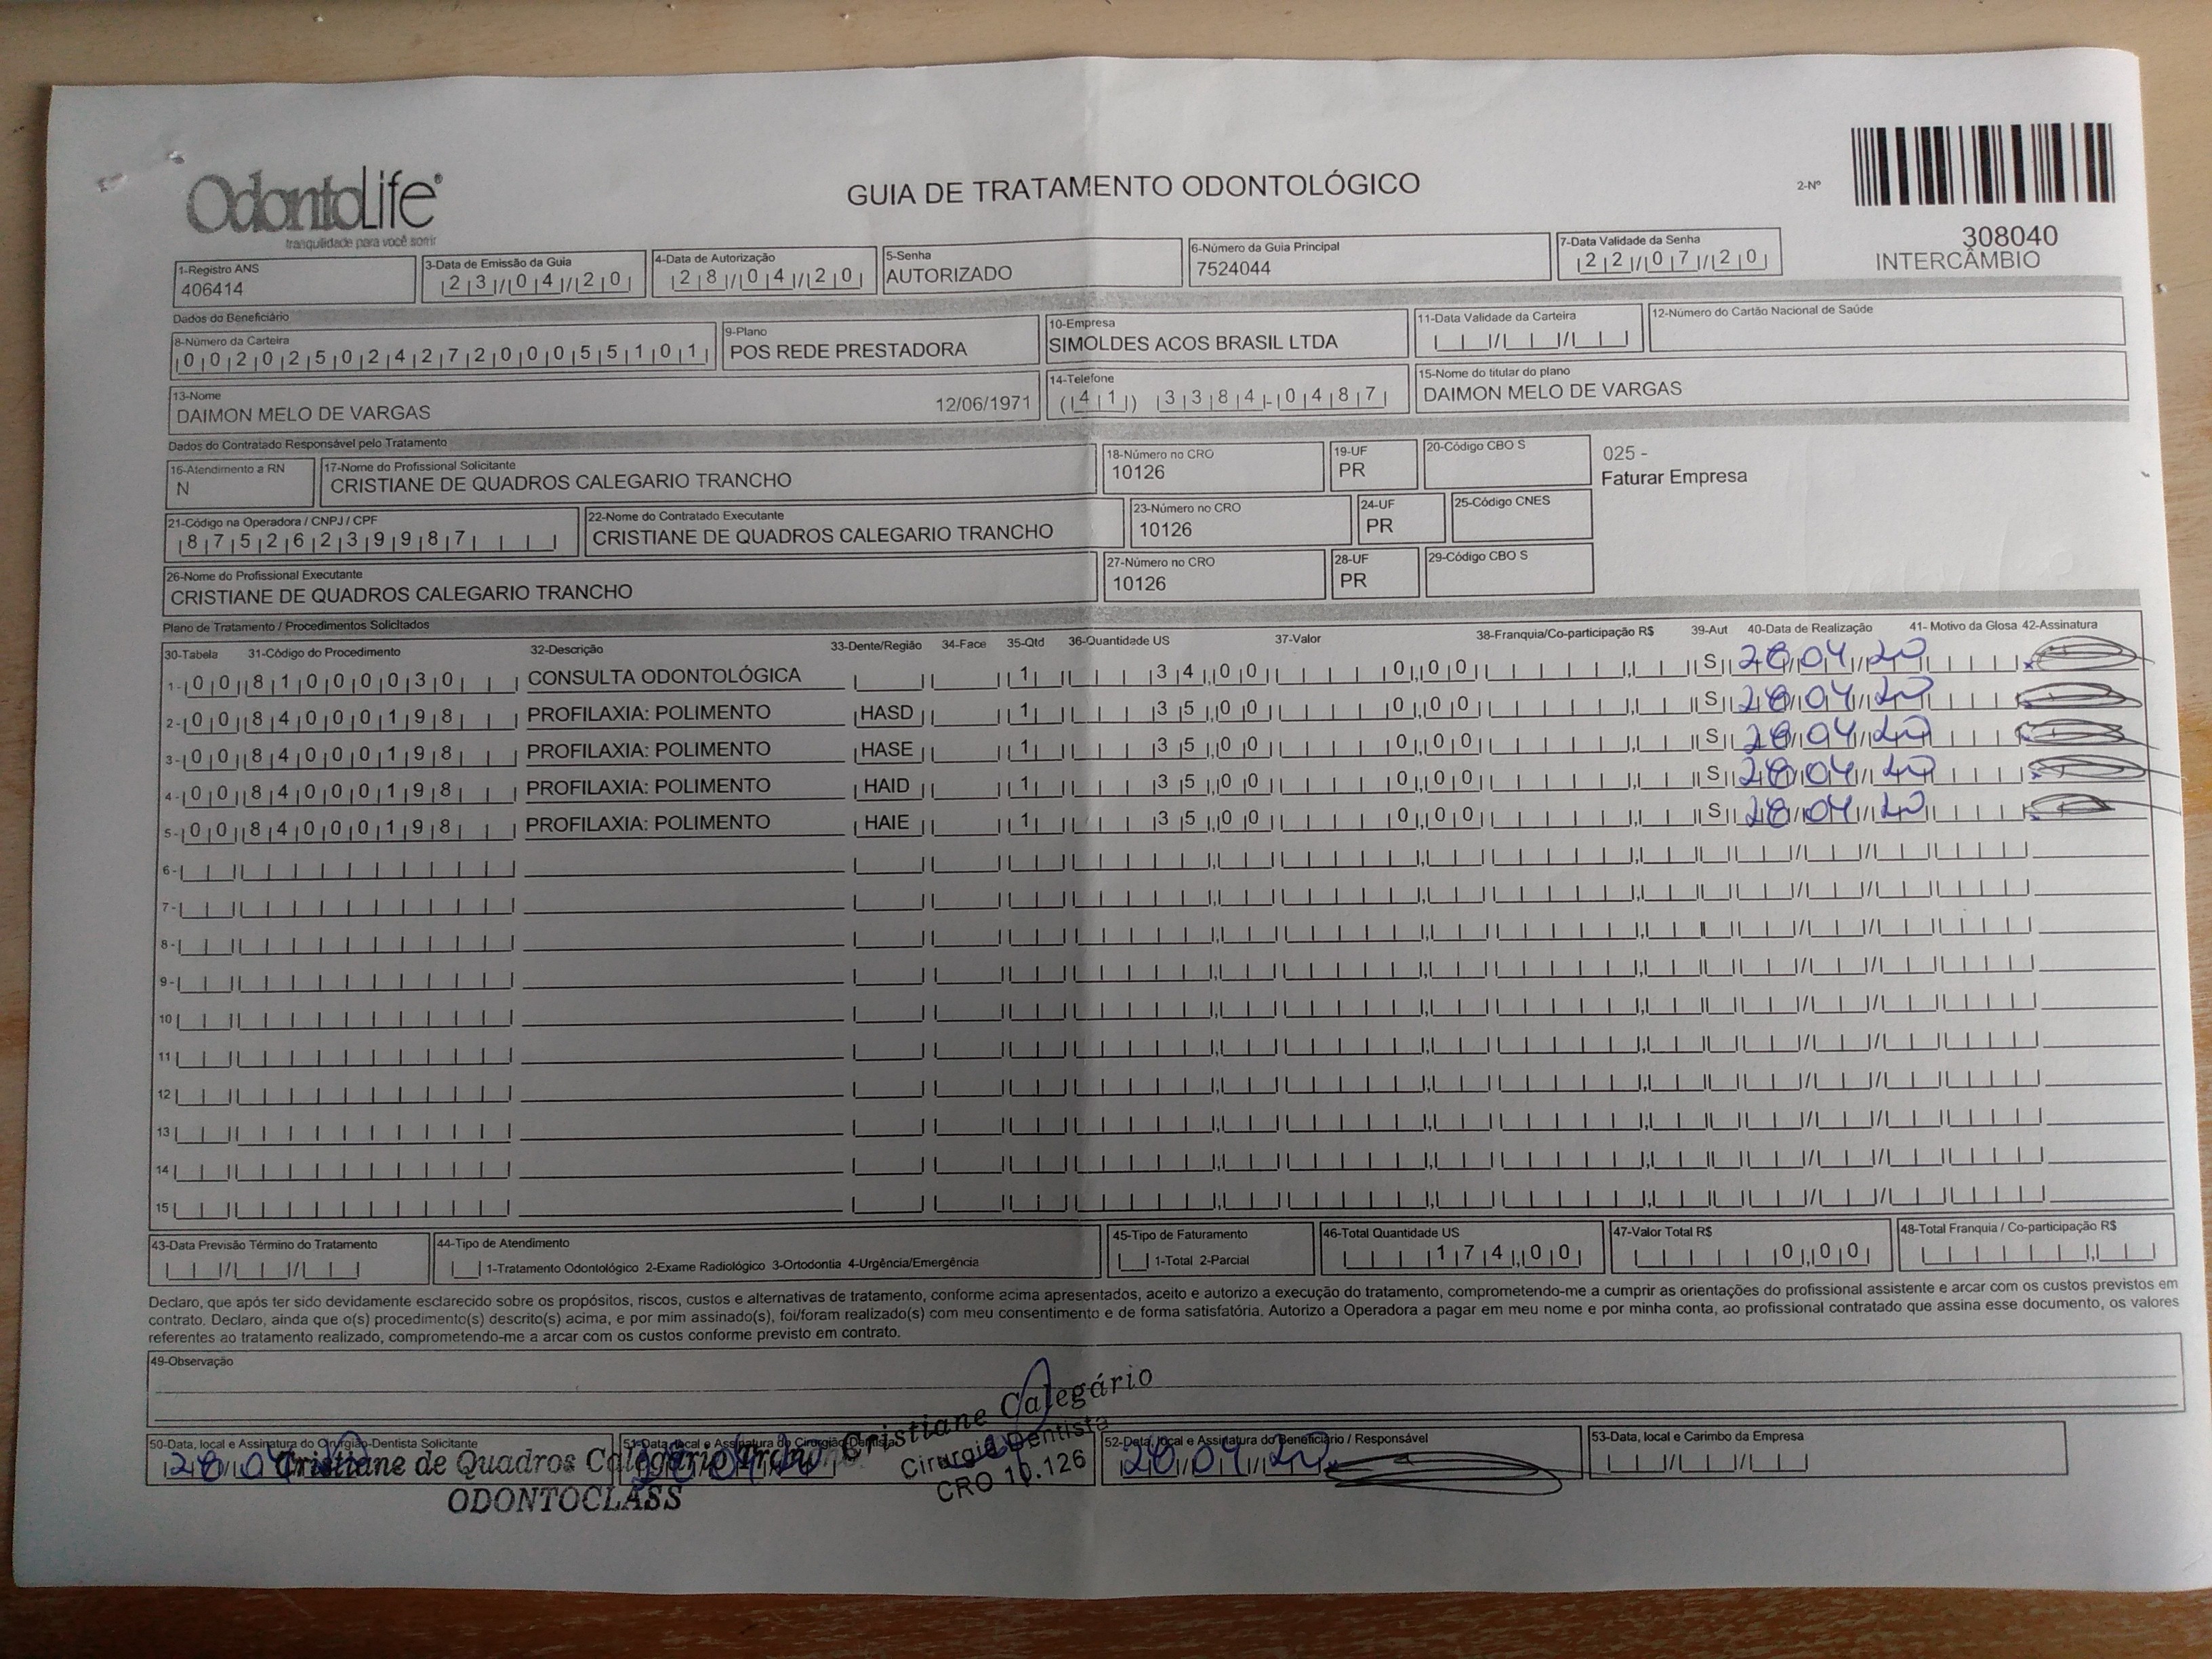 OdontoLife®
tranquilidade para você sorrir
GUIA DE TRATAMENTO ODONTOLÓGICO
2-Nº
308040
INTERCÂMBIO
1-Registro ANS
406414
3-Data de Emissão da Guia
23/04/20
4-Data de Autorização
28/04/20
5-Senha
AUTORIZADO
6-Número da Guia Principal
7524044
7-Data Validade da Senha
22/07/20
Dados do Beneficiário
8-Número da Carteira
00202502427200055101
9-Plano
POS REDE PRESTADORA
10-Empresa
SIMOLDES ACOS BRASIL LTDA
11-Data Validade da Carteira
12-Número do Cartão Nacional de Saúde
13-Nome
DAIMON MELO DE VARGAS 12/06/1971
14-Telefone
(41) 3384-0487
15-Nome do titular do plano
DAIMON MELO DE VARGAS
Dados do Contratado Responsável pelo Tratamento
16-Atendimento a RN
N
17-Nome do Profissional Solicitante
CRISTIANE DE QUADROS CALEGARIO TRANCHO
18-Número no CRO
10126
19-UF
PR
20-Código CBO S
025 -
Faturar Empresa
21-Código na Operadora / CNPJ / CPF
87526239987
22-Nome do Contratado Executante
CRISTIANE DE QUADROS CALEGARIO TRANCHO
23-Número no CRO
10126
24-UF
PR
25-Código CNES
26-Nome do Profissional Executante
CRISTIANE DE QUADROS CALEGARIO TRANCHO
27-Número no CRO
10126
28-UF
PR
29-Código CBO S
Plano de Tratamento / Procedimentos Solicitados
30-Tabela 31-Código do Procedimento 32-Descrição 33-Dente/Região 34-Face 35-Qtd 36-Quantidade US 37-Valor 38-Franquia/Co-participação R$ 39-Aut 40-Data de Realização 41- Motivo da Glosa 42-Assinatura
1- 00 81000030 CONSULTA ODONTOLÓGICA 1 34,00 0,00 S 28/04/20
2- 00 84000198 PROFILAXIA: POLIMENTO HASD 1 35,00 0,00 S 28/04/20
3- 00 84000198 PROFILAXIA: POLIMENTO HASE 1 35,00 0,00 S 28/04/20
4- 00 84000198 PROFILAXIA: POLIMENTO HAID 1 35,00 0,00 S 28/04/20
5- 00 84000198 PROFILAXIA: POLIMENTO HAIE 1 35,00 0,00 S 28/04/20
6-
7-
8-
9-
10
11
12
13
14
15
43-Data Previsão Término do Tratamento
44-Tipo de Atendimento
1-Tratamento Odontológico 2-Exame Radiológico 3-Ortodontia 4-Urgência/Emergência
45-Tipo de Faturamento
1-Total 2-Parcial
46-Total Quantidade US
174,00
47-Valor Total R$
0,00
48-Total Franquia / Co-participação R$
Declaro, que após ter sido devidamente esclarecido sobre os propósitos, riscos, custos e alternativas de tratamento, conforme acima apresentados, aceito e autorizo a execução do tratamento, comprometendo-me a cumprir as orientações do profissional assistente e arcar com os custos previstos em
contrato. Declaro, ainda que o(s) procedimento(s) descrito(s) acima, e por mim assinado(s), foi/foram realizado(s) com meu consentimento e de forma satisfatória. Autorizo a Operadora a pagar em meu nome e por minha conta, ao profissional contratado que assina esse documento, os valores
referentes ao tratamento realizado, comprometendo-me a arcar com os custos conforme previsto em contrato.
49-Observação
50-Data, local e Assinatura do Cirurgião-Dentista Solicitante
28/04/20
Cristiane de Quadros Calegário
ODONTOCLASS
51-Data, local e Assinatura do Cirurgião-Dentista
28/04/20
Cristiane Calegário
Cirurgiã Dentista
CRO 10.126
52-Data, local e Assinatura do Beneficiário / Responsável
28/04/20
53-Data, local e Carimbo da Empresa